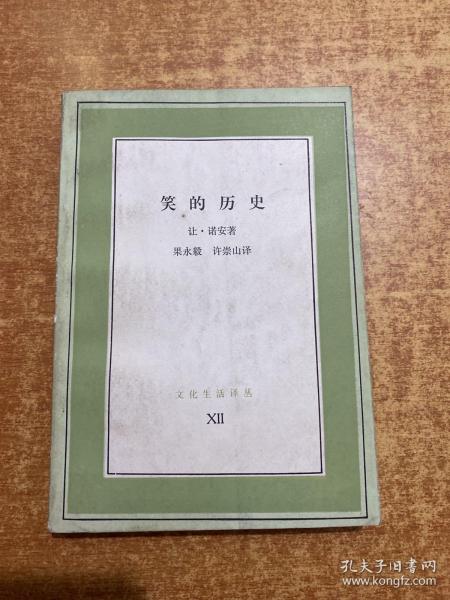 笑的历史
让·诺安著
果永毅 许崇山译
文化生活译丛
XII
孔夫子旧书网
www.kongfz.com